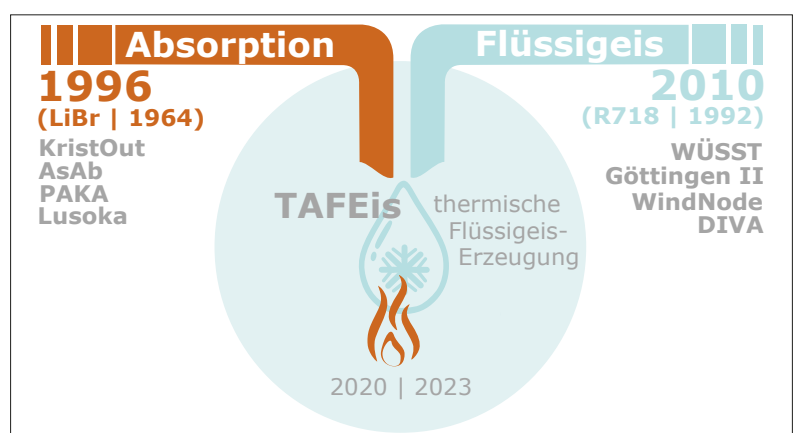 Absorption
1996
(LiBr | 1964)
KristOut
AsAb
PAKA
Lusoka
Flüssigeis
2010
(R718 | 1992)
WÜSST
Göttingen II
WindNode
DIVA
TAFEis
thermische
Flüssigeis-
Erzeugung
2020 | 2023